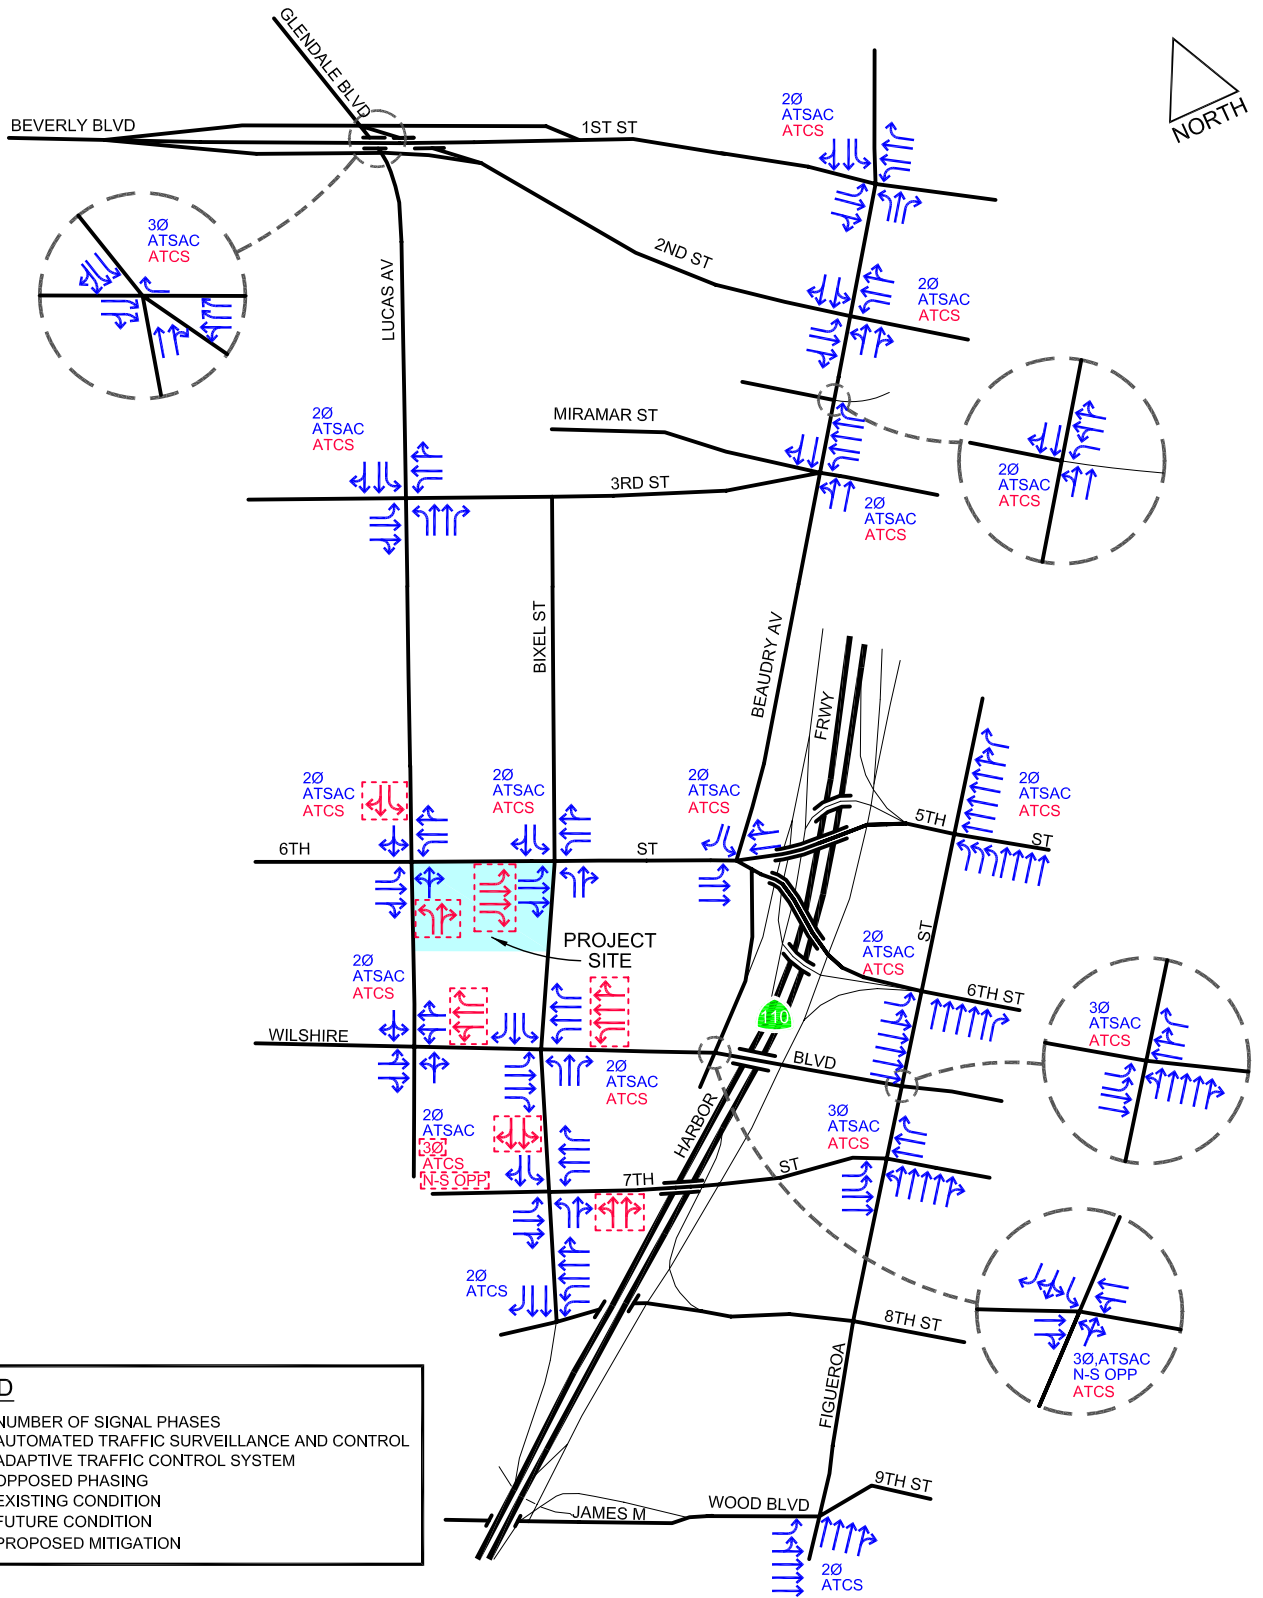 GLENDALE BLVD
BEVERLY BLVD
1ST ST
2Ø
ATSAC
ATCS
NORTH
3Ø
ATSAC
ATCS
LUCAS AV
2ND ST
2Ø
ATSAC
ATCS
2Ø
ATSAC
ATCS
MIRAMAR ST
3RD ST
2Ø
ATSAC
ATCS
2Ø
ATSAC
ATCS
BIXEL ST
BEAUDRY AV
FRWY
2Ø
ATSAC
ATCS
2Ø
ATSAC
ATCS
2Ø
ATSAC
ATCS
5TH
ST
2Ø
ATSAC
ATCS
6TH
ST
PROJECT
SITE
2Ø
ATSAC
ATCS
ST
6TH ST
2Ø
ATSAC
ATCS
110
3Ø
ATSAC
ATCS
WILSHIRE
BLVD
2Ø
ATSAC
ATCS
HARBOR
2Ø
ATSAC
3Ø
ATCS
N-S OPP
3Ø
ATSAC
ATCS
7TH
ST
2Ø
ATCS
8TH ST
3Ø,ATSAC
N-S OPP
ATCS
FIGUEROA
D
NUMBER OF SIGNAL PHASES
AUTOMATED TRAFFIC SURVEILLANCE AND CONTROL
ADAPTIVE TRAFFIC CONTROL SYSTEM
OPPOSED PHASING
EXISTING CONDITION
FUTURE CONDITION
PROPOSED MITIGATION
JAMES M
WOOD BLVD
9TH ST
2Ø
ATCS